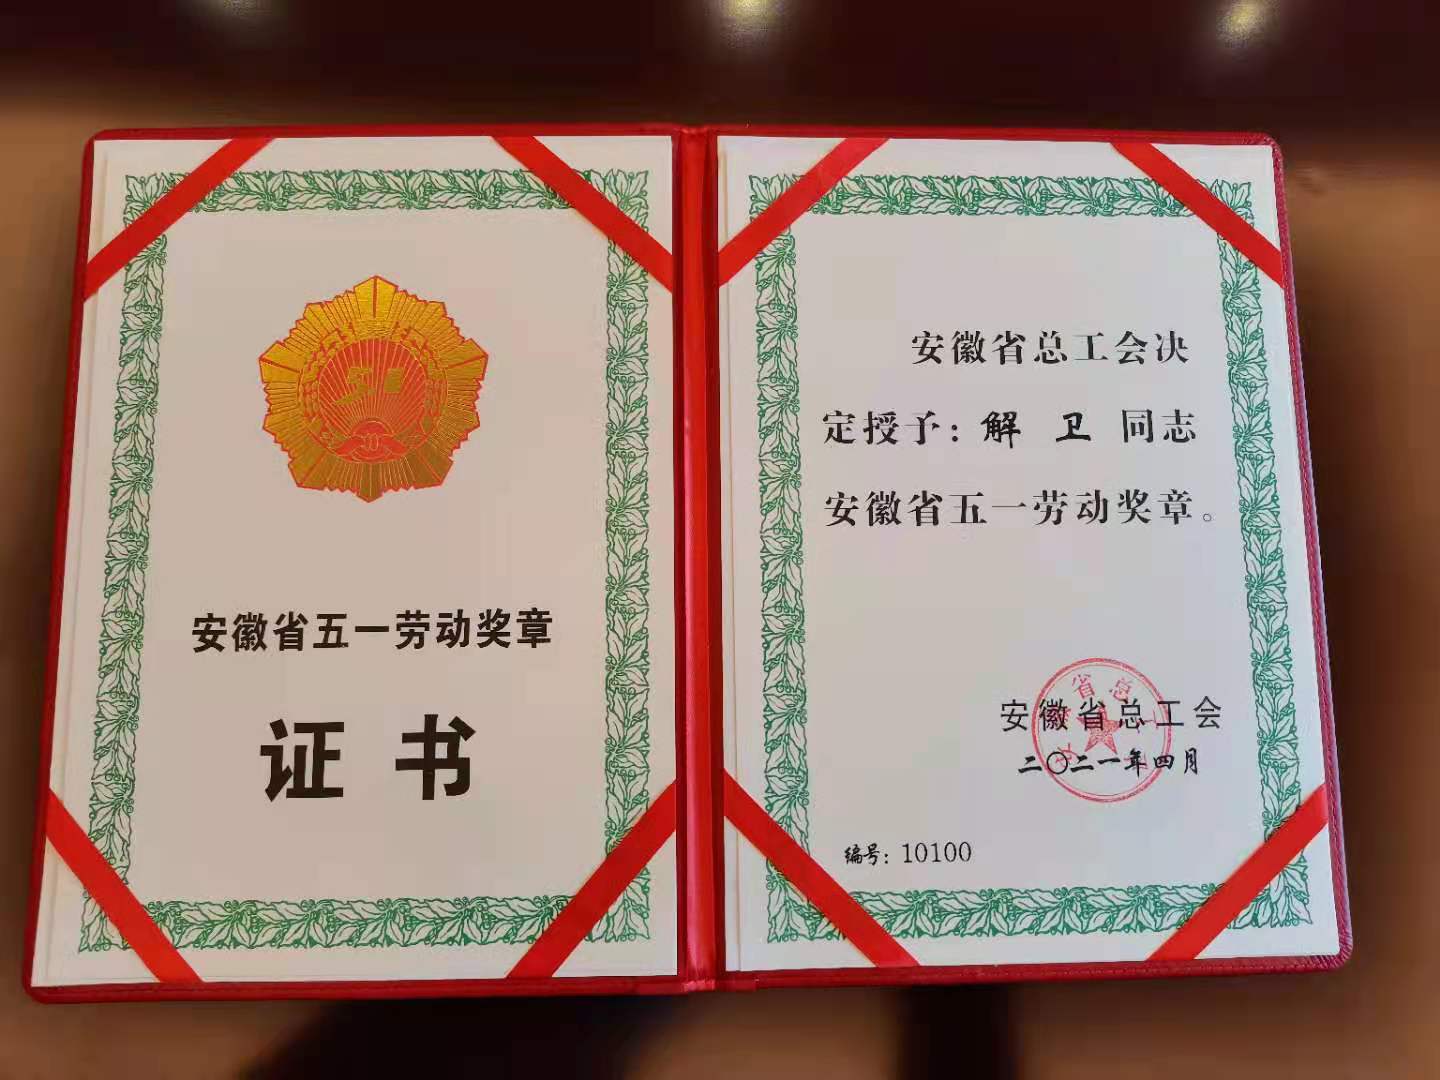 安徽省五一劳动奖章
证书
安徽省总工会决
定授予：解卫同志
安徽省五一劳动奖章。
安徽省总工会
二〇二一年四月
编号：10100